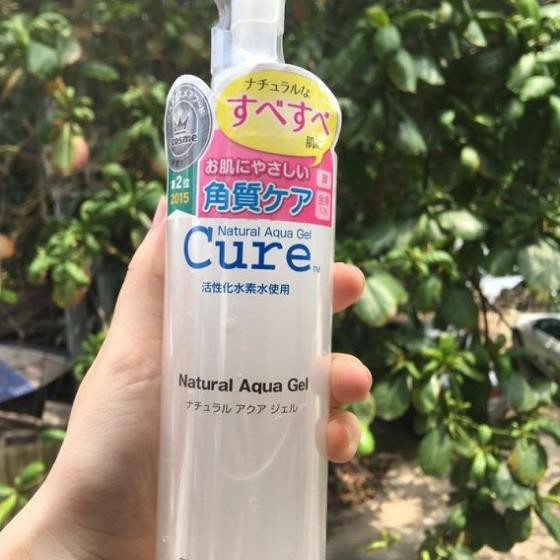 ナチュラルな
すべすべ
肌
cosme
第2位
2015
お肌にやさしい
角質ケア
Natural Aqua Gel
Cure™
活性化水素水使用
Natural Aqua Gel
ナチュラル アクア ジェル